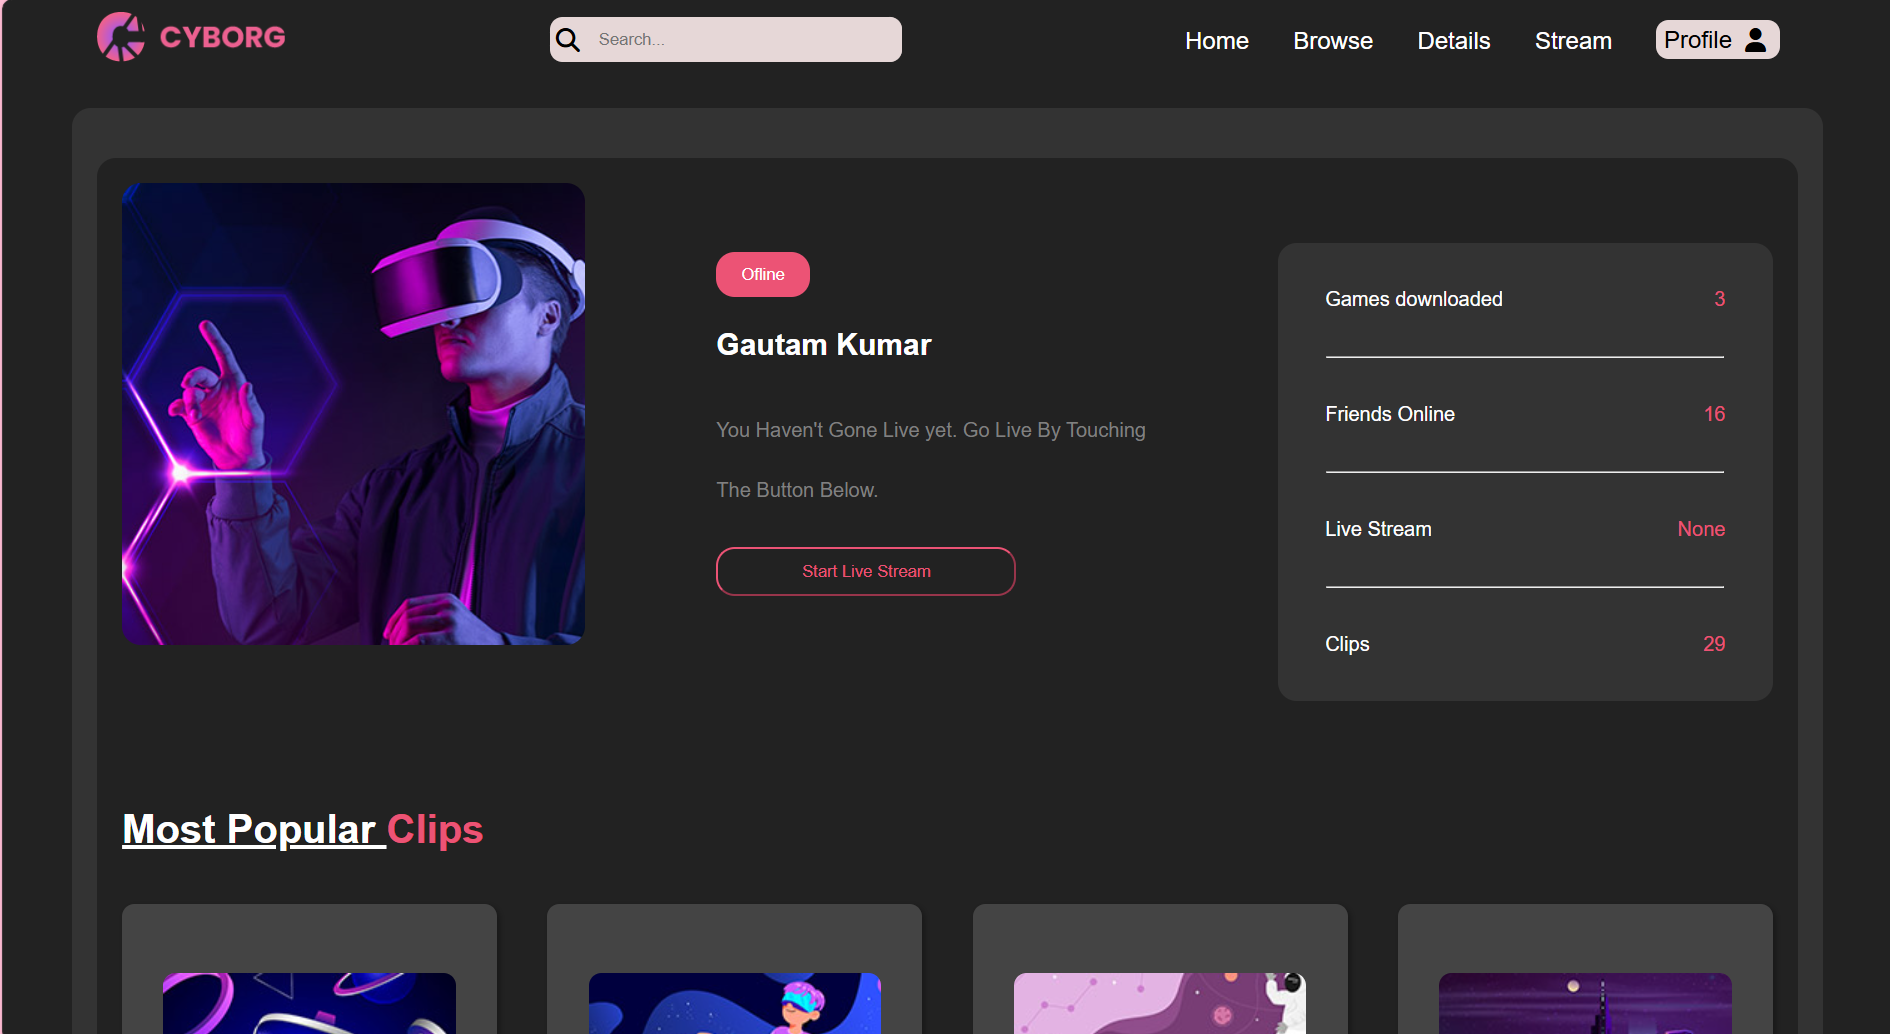 CYBORG
Search...
Home Browse Details Stream Profile
Ofline
Gautam Kumar
You Haven't Gone Live yet. Go Live By Touching
The Button Below.
Start Live Stream
Games downloaded 3
Friends Online 16
Live Stream None
Clips 29
Most Popular Clips